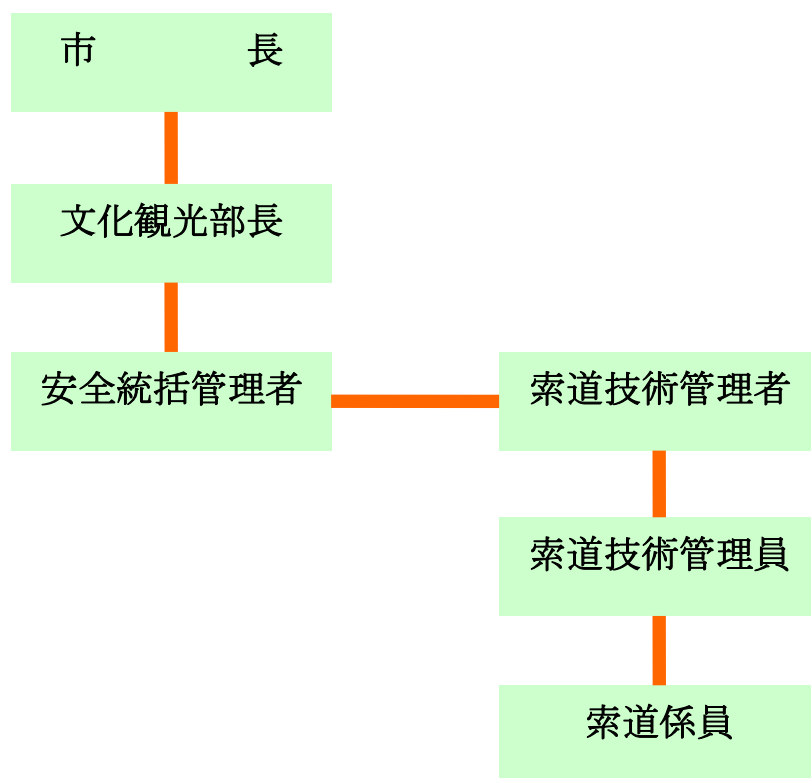 市　　　　長
文化観光部長
安全統括管理者
索道技術管理者
索道技術管理員
索道係員